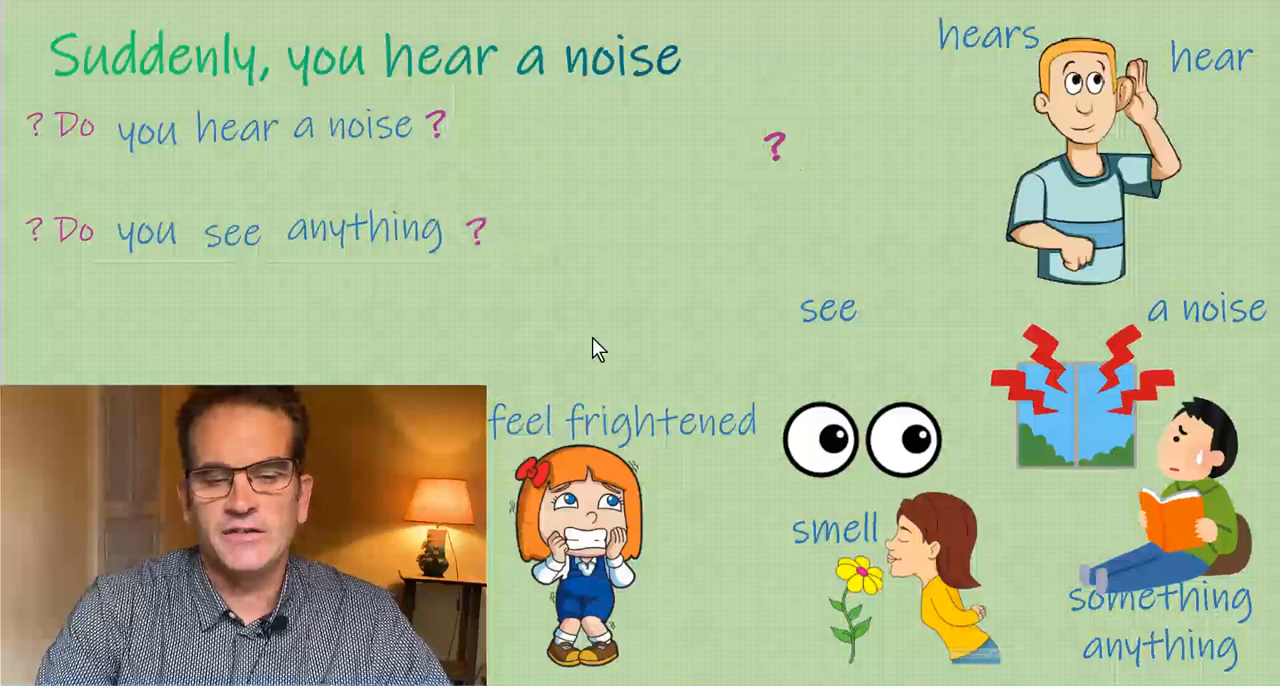 Suddenly, you hear a noise
? Do you hear a noise ?
?
? Do you see anything ?
hears
hear
see
a noise
feel frightened
smell
something
anything